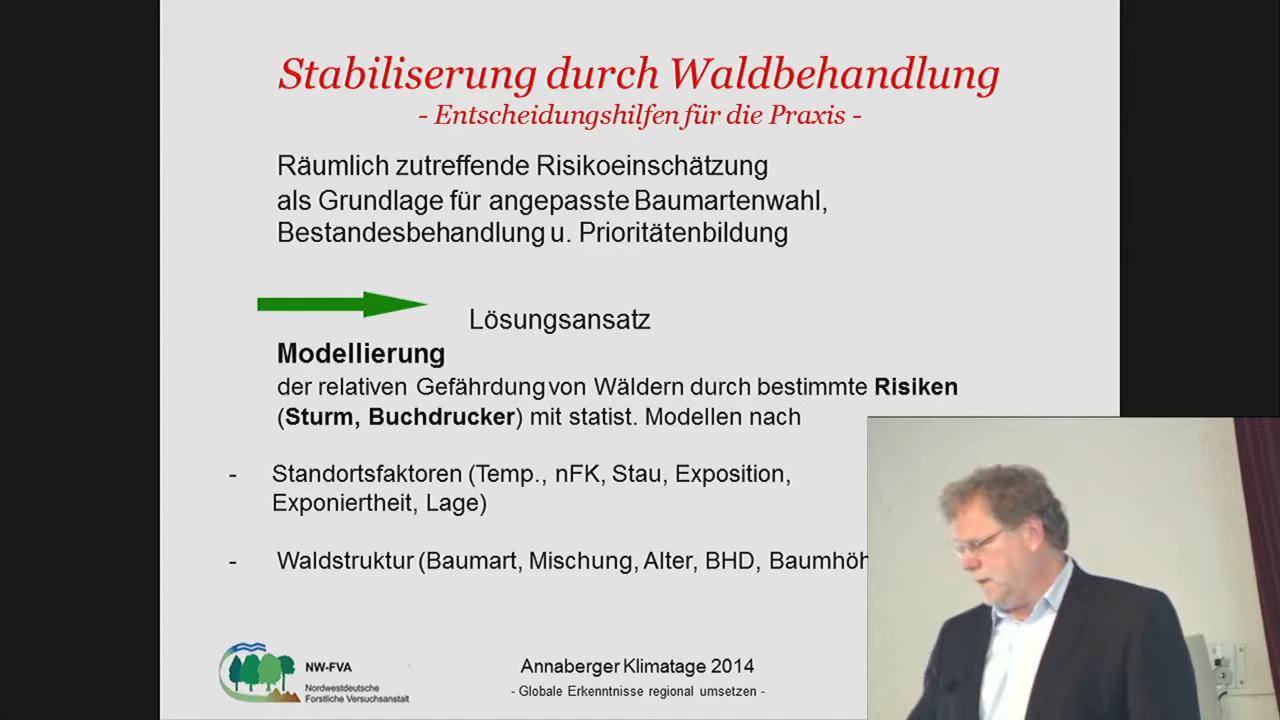 Stabiliserung durch Waldbehandlung
- Entscheidungshilfen für die Praxis -
Räumlich zutreffende Risikoeinschätzung
als Grundlage für angepasste Baumartenwahl,
Bestandesbehandlung u. Prioritätenbildung
Lösungsansatz
Modellierung
der relativen Gefährdung von Wäldern durch bestimmte Risiken
(Sturm, Buchdrucker) mit statist. Modellen nach
- Standortsfaktoren (Temp., nFK, Stau, Exposition,
Exponiertheit, Lage)
- Waldstruktur (Baumart, Mischung, Alter, BHD, Baumhöh
NW-FVA
Nordwestdeutsche
Forstliche Versuchsanstalt
Annaberger Klimatage 2014
- Globale Erkenntnisse regional umsetzen -